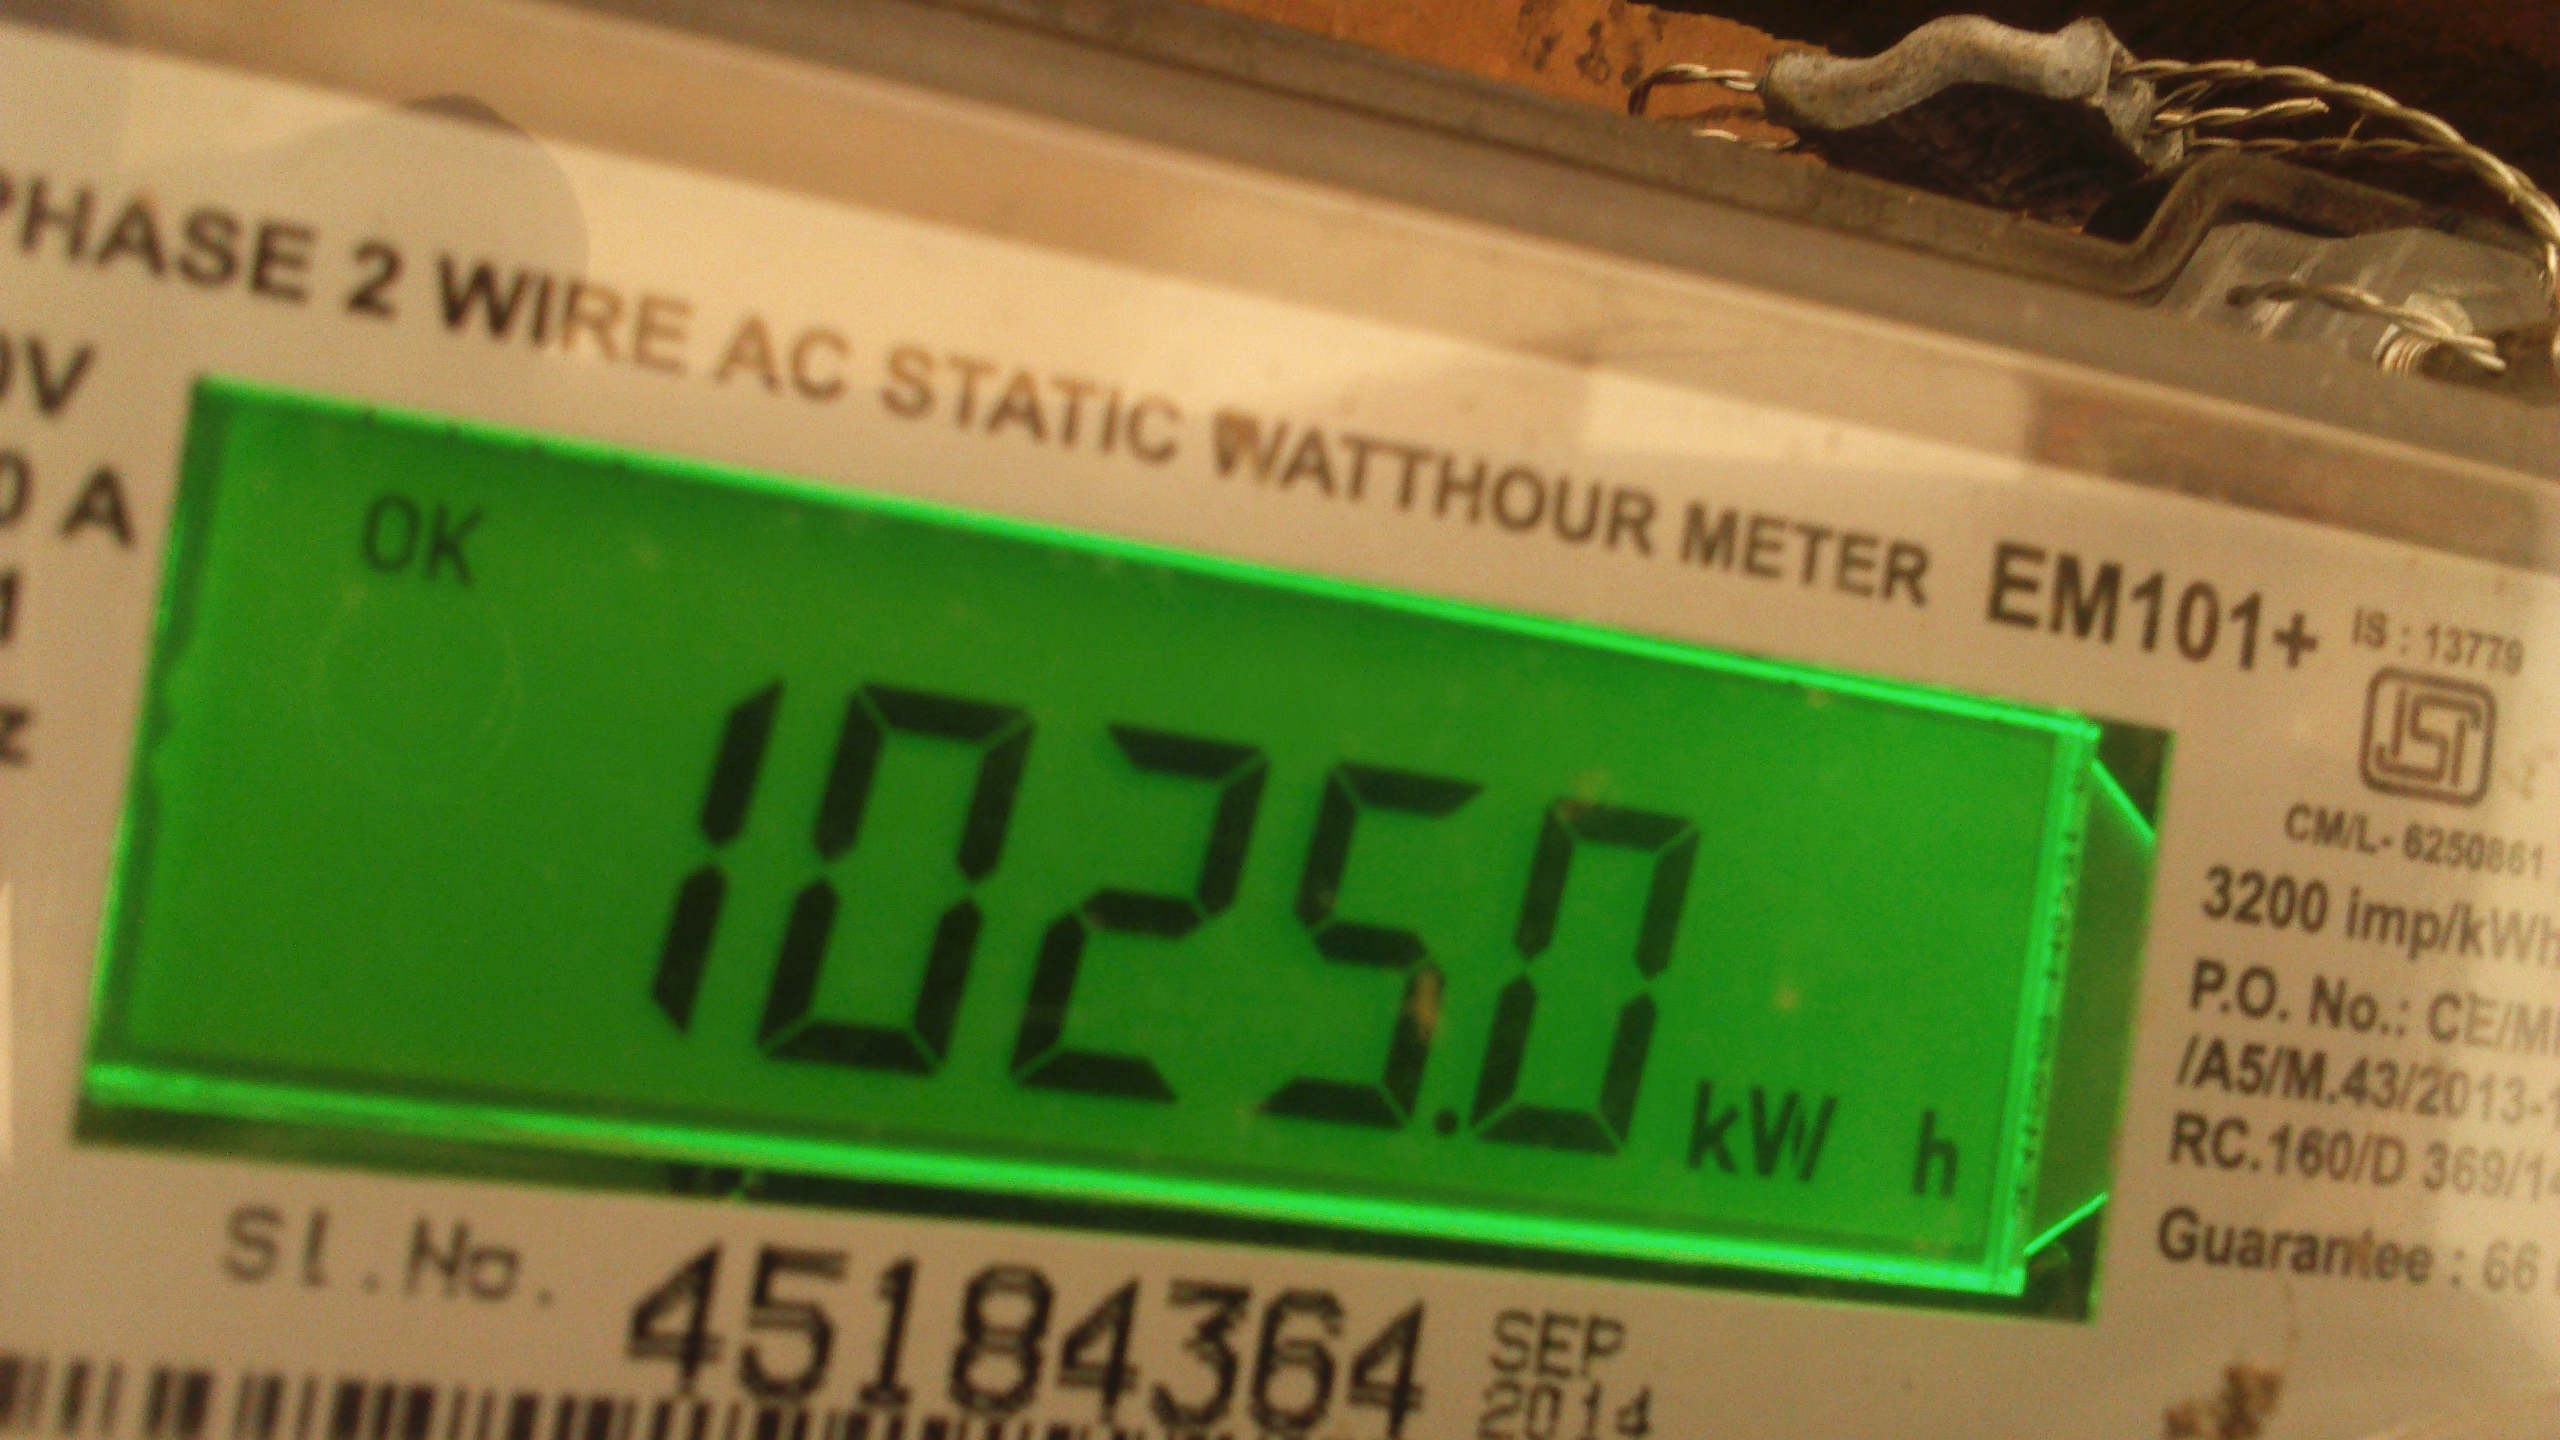 PHASE 2 WIRE AC STATIC WATTHOUR METER EM101+
0V
0 A
1
z
OK
1025.0 kW h
IS : 13779
ISI
CM/L- 6250861
3200 imp/kWh
P.O. No.: CE/M
/A5/M.43/2013-1
RC.160/D 369/14
Guarantee : 66
Sl.No. 45184364 SEP
2014